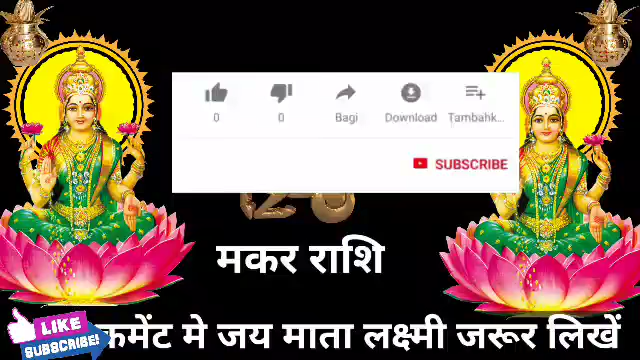 0 0 Bagi Download Tambahk...
SUBSCRIBE
मकर राशि
LIKE
SUBSCRIBE!
कमेंट मे जय माता लक्ष्मी जरूर लिखें